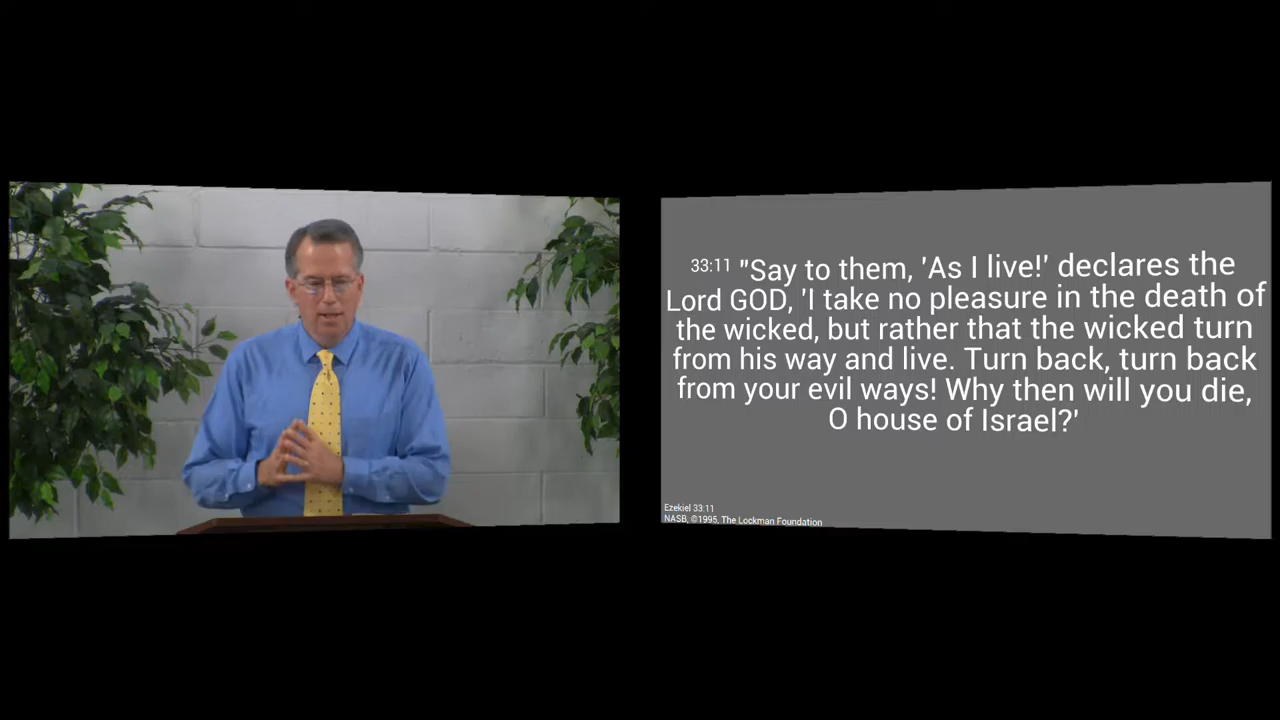 33:11 "Say to them, 'As I live!' declares the
Lord GOD, 'I take no pleasure in the death of
the wicked, but rather that the wicked turn
from his way and live. Turn back, turn back
from your evil ways! Why then will you die,
O house of Israel?'
Ezekiel 33:11
NASB, ©1995, The Lockman Foundation